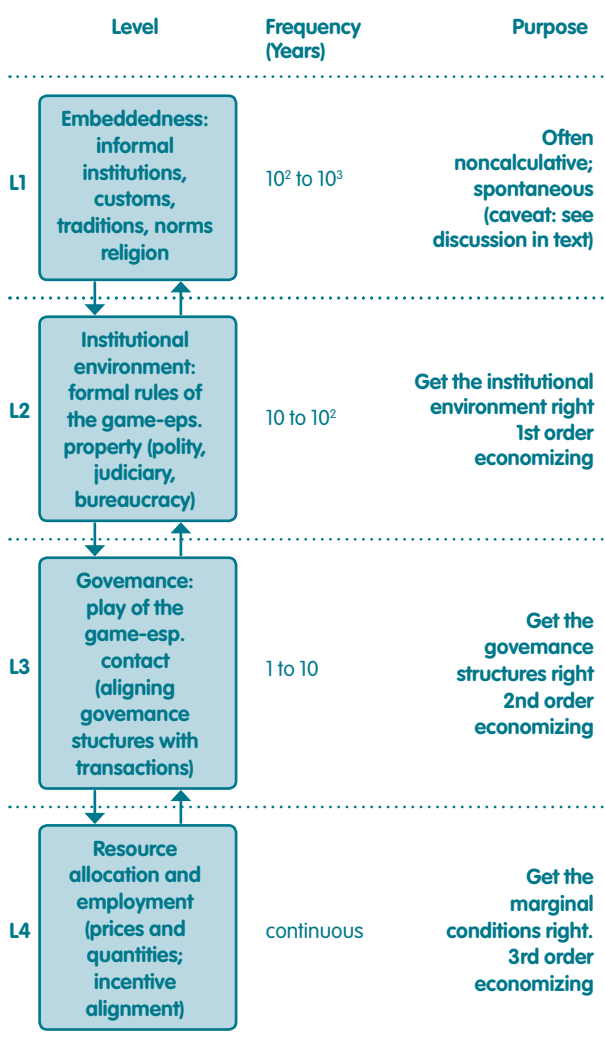 Level
Frequency
(Years)
Purpose
L1
Embeddedness:
informal
institutions,
customs,
traditions, norms
religion
10² to 10³
Often
noncalculative;
spontaneous
(caveat: see
discussion in text)
L2
Institutional
environment:
formal rules of
the game-eps.
property (polity,
judiciary,
bureaucracy)
10 to 10²
Get the institutional
environment right
1st order
economizing
L3
Govemance:
play of the
game-esp.
contact
(aligning
govemance
stuctures with
transactions)
1 to 10
Get the
govemance
structures right
2nd order
economizing
L4
Resource
allocation and
employment
(prices and
quantities;
incentive
alignment)
continuous
Get the
marginal
conditions right.
3rd order
economizing